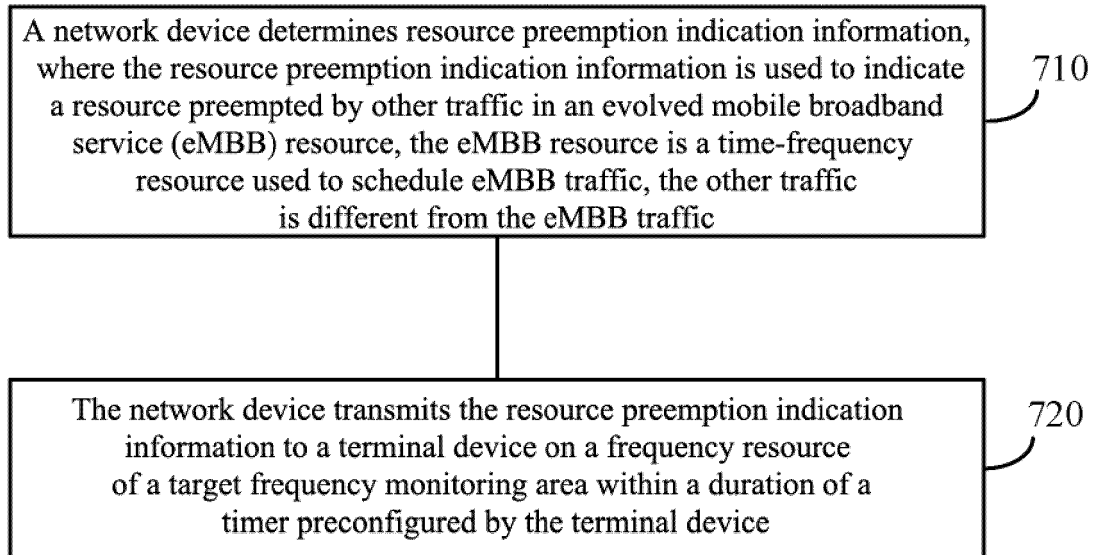 A network device determines resource preemption indication information,
where the resource preemption indication information is used to indicate
a resource preempted by other traffic in an evolved mobile broadband
service (eMBB) resource, the eMBB resource is a time-frequency
resource used to schedule eMBB traffic, the other traffic
is different from the eMBB traffic
710
The network device transmits the resource preemption indication
information to a terminal device on a frequency resource
of a target frequency monitoring area within a duration of a
timer preconfigured by the terminal device
720